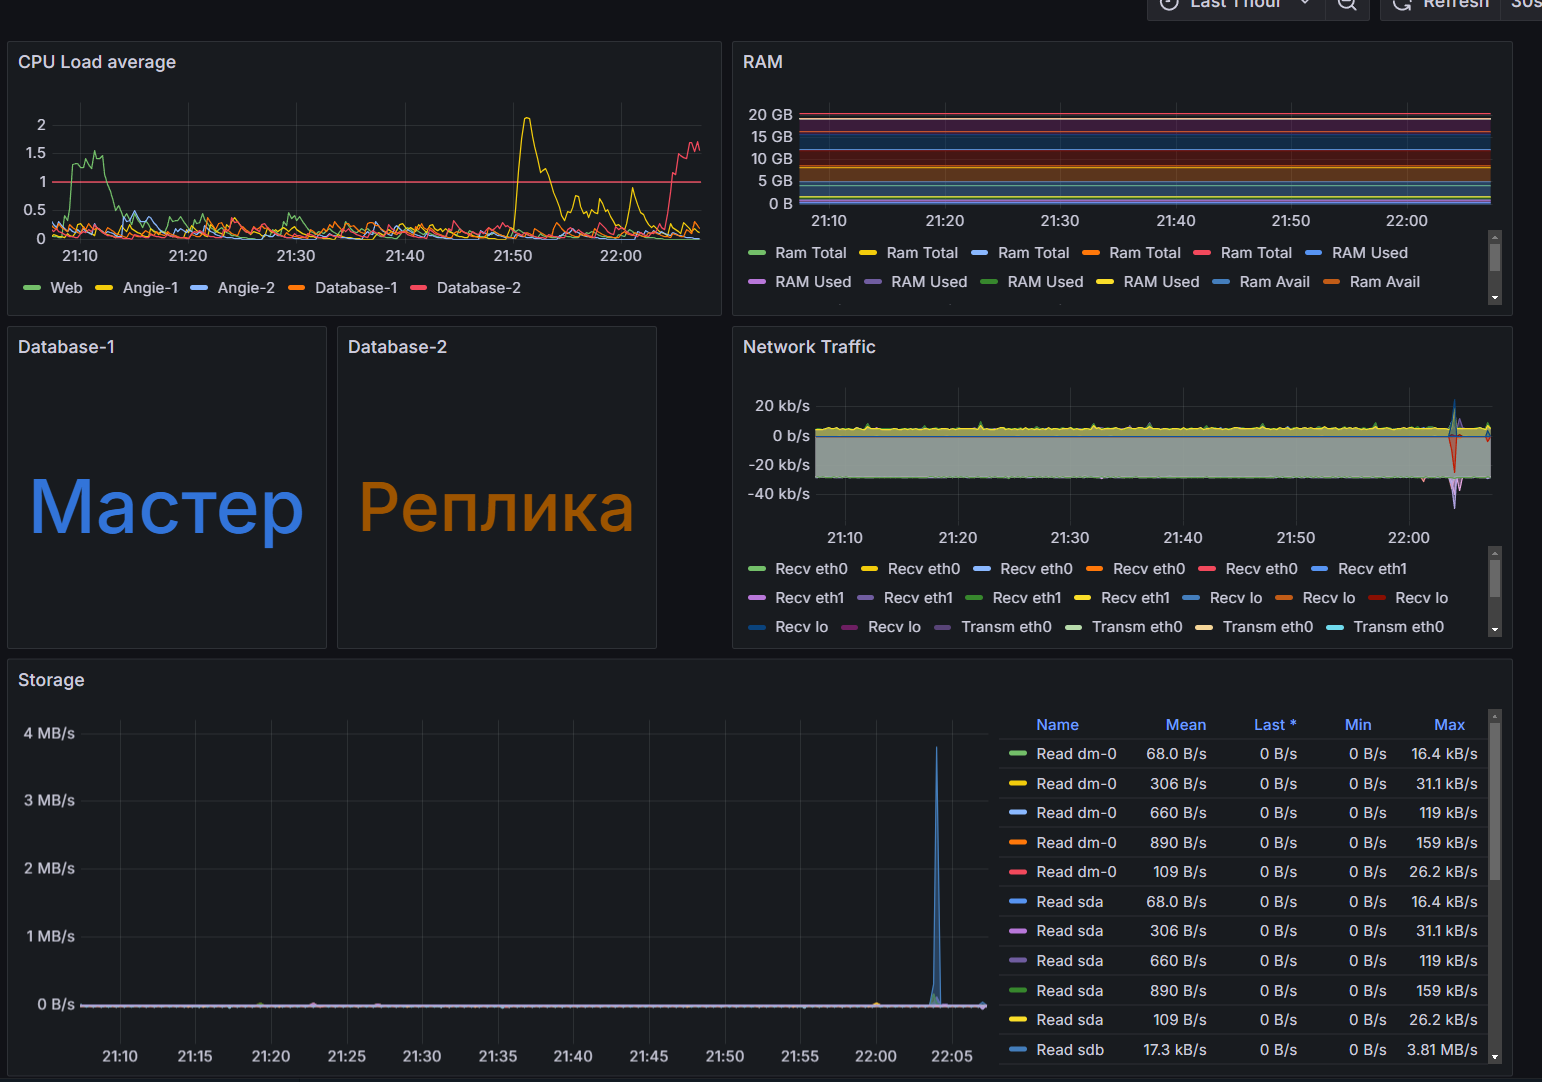 Last 1 hour Refresh 30s
CPU Load average
2
1.5
1
0.5
0
21:10 21:20 21:30 21:40 21:50 22:00
Web Angie-1 Angie-2 Database-1 Database-2
RAM
20 GB
15 GB
10 GB
5 GB
0 B
21:10 21:20 21:30 21:40 21:50 22:00
Ram Total Ram Total Ram Total Ram Total Ram Total RAM Used
RAM Used RAM Used RAM Used RAM Used Ram Avail Ram Avail
Database-1
Мастер
Database-2
Реплика
Network Traffic
20 kb/s
0 b/s
-20 kb/s
-40 kb/s
21:10 21:20 21:30 21:40 21:50 22:00
Recv eth0 Recv eth0 Recv eth0 Recv eth0 Recv eth0 Recv eth1
Recv eth1 Recv eth1 Recv eth1 Recv eth1 Recv lo Recv lo Recv lo
Recv lo Recv lo Transm eth0 Transm eth0 Transm eth0 Transm eth0
Storage
4 MB/s
3 MB/s
2 MB/s
1 MB/s
0 B/s
21:10 21:15 21:20 21:25 21:30 21:35 21:40 21:45 21:50 21:55 22:00 22:05
Name Mean Last * Min Max
Read dm-0 68.0 B/s 0 B/s 0 B/s 16.4 kB/s
Read dm-0 306 B/s 0 B/s 0 B/s 31.1 kB/s
Read dm-0 660 B/s 0 B/s 0 B/s 119 kB/s
Read dm-0 890 B/s 0 B/s 0 B/s 159 kB/s
Read dm-0 109 B/s 0 B/s 0 B/s 26.2 kB/s
Read sda 68.0 B/s 0 B/s 0 B/s 16.4 kB/s
Read sda 306 B/s 0 B/s 0 B/s 31.1 kB/s
Read sda 660 B/s 0 B/s 0 B/s 119 kB/s
Read sda 890 B/s 0 B/s 0 B/s 159 kB/s
Read sda 109 B/s 0 B/s 0 B/s 26.2 kB/s
Read sdb 17.3 kB/s 0 B/s 0 B/s 3.81 MB/s